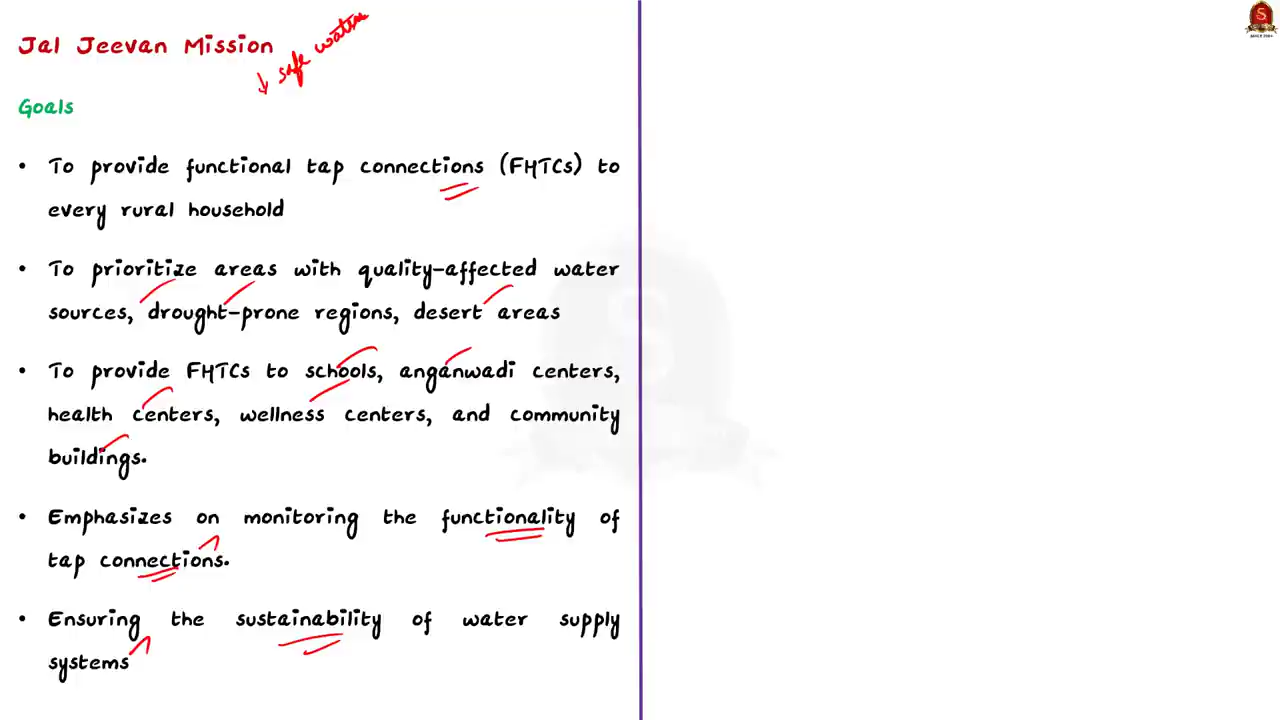 Jal Jeevan Mission
safe water
Goals
• To provide functional tap connections (FHTCs) to
every rural household
• To prioritize areas with quality-affected water
sources, drought-prone regions, desert areas
• To provide FHTCs to schools, anganwadi centers,
health centers, wellness centers, and community
buildings.
• Emphasizes on monitoring the functionality of
tap connections.
• Ensuring the sustainability of water supply
systems